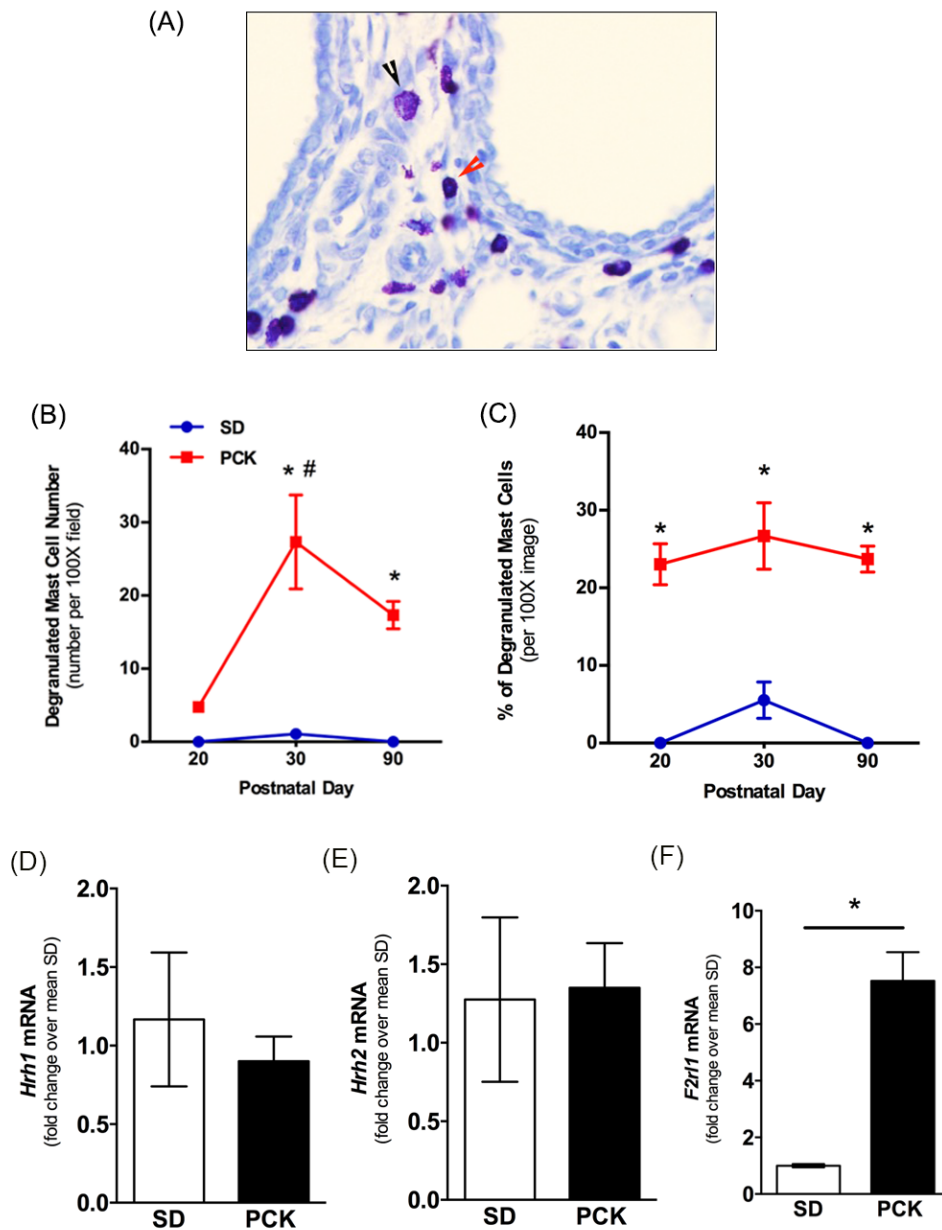 (A)
(B)
SD
PCK
Degranulated Mast Cell Number
(number per 100X field)
40
30
20
10
0
* #
*
20
30
90
Postnatal Day
(C)
% of Degranulated Mast Cells
(per 100X image)
40
30
20
10
0
*
*
*
20
30
90
Postnatal Day
(D)
Hrh1 mRNA
(fold change over mean SD)
2.0
1.5
1.0
0.5
0.0
SD
PCK
(E)
Hrh2 mRNA
(fold change over mean SD)
2.0
1.5
1.0
0.5
0.0
SD
PCK
(F)
F2rl1 mRNA
(fold change over mean SD)
10
8
6
4
2
0
*
SD
PCK